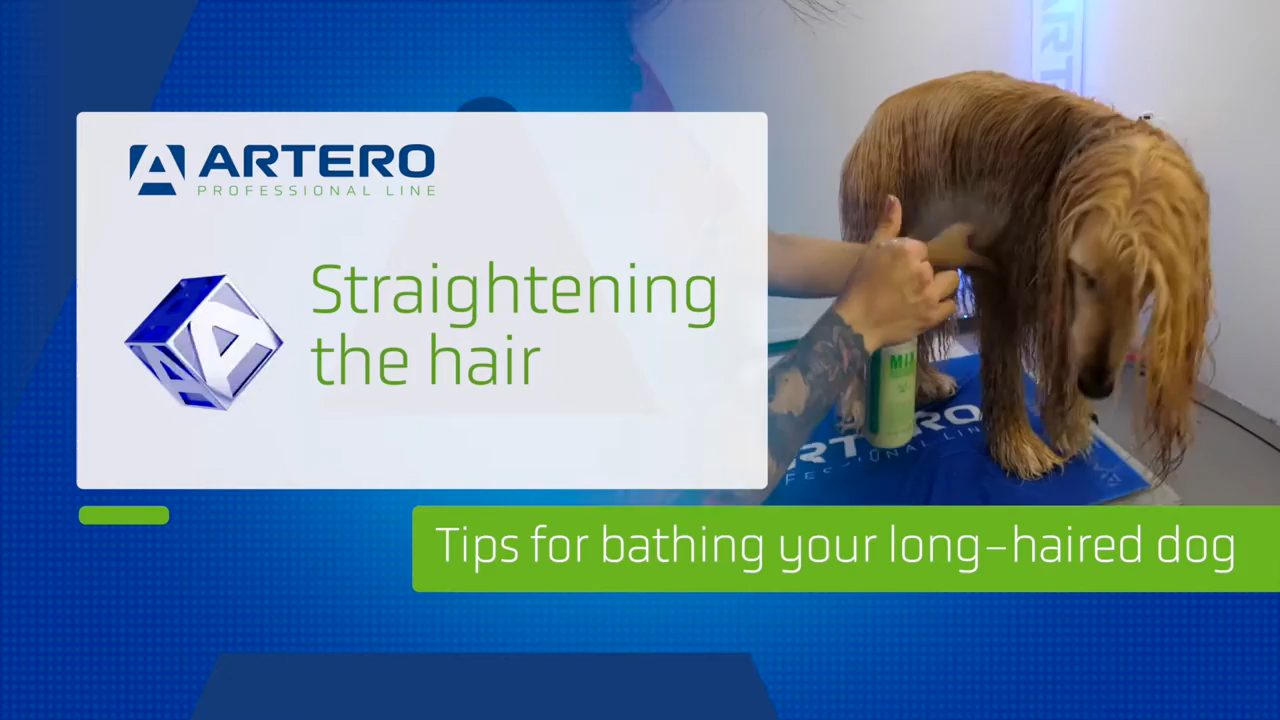 ARTERO
PROFESSIONAL LINE
Straightening
the hair
Tips for bathing your long-haired dog